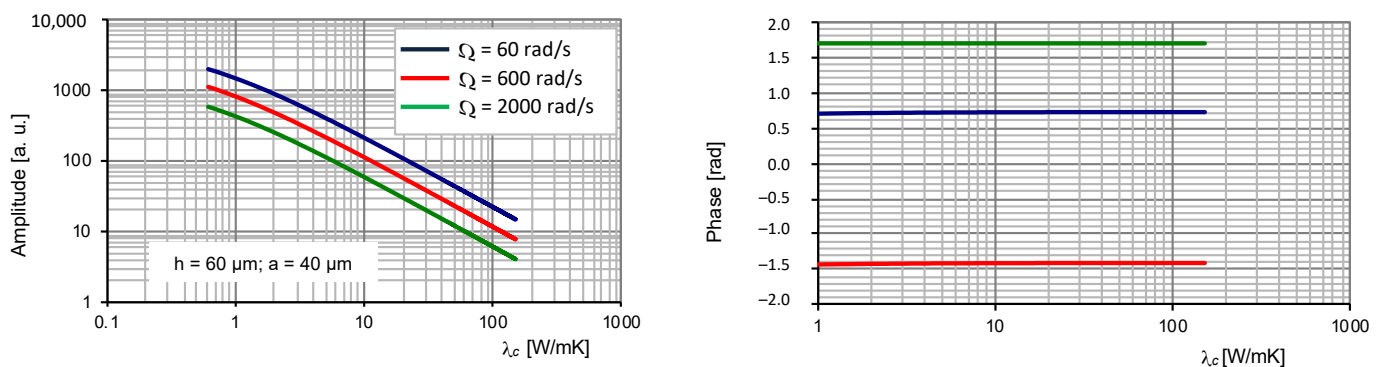 10,000
1000
100
10
1
Amplitude [a. u.]
Ω = 60 rad/s
Ω = 600 rad/s
Ω = 2000 rad/s
h = 60 μm; a = 40 μm
0.1 1 10 100 1000
λc [W/mK]
2.0
1.5
1.0
0.5
0.0
−0.5
−1.0
−1.5
−2.0
Phase [rad]
1 10 100 1000
λc [W/mK]